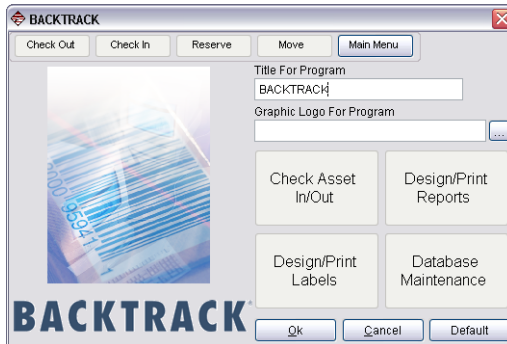 BACKTRACK
Check Out Check In Reserve Move Main Menu
Title For Program
BACKTRACK
Graphic Logo For Program
...
Check Asset
In/Out
Design/Print
Reports
Design/Print
Labels
Database
Maintenance
BACKTRACK
Ok Cancel Default